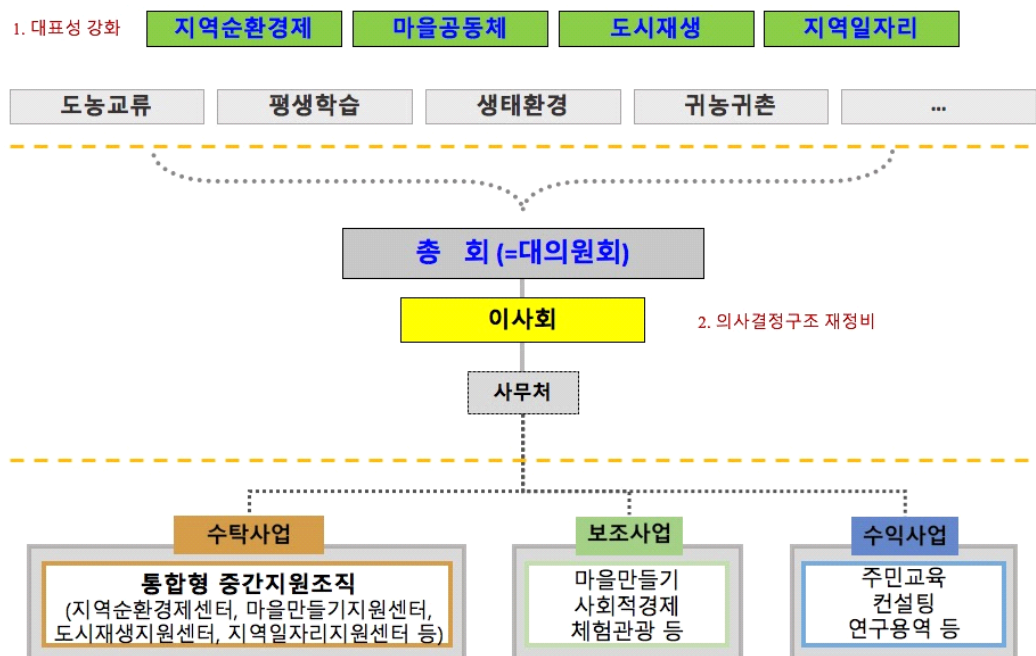 1. 대표성 강화 지역순환경제 마을공동체 도시재생 지역일자리
도농교류 평생학습 생태환경 귀농귀촌 ...
총 회 (=대의원회)
이사회
2. 의사결정구조 재정비
사무처
수탁사업 보조사업 수익사업
통합형 중간지원조직
(지역순환경제센터, 마을만들기지원센터,
도시재생지원센터, 지역일자리지원센터 등)
마을만들기
사회적경제
체험관광 등
주민교육
컨설팅
연구용역 등